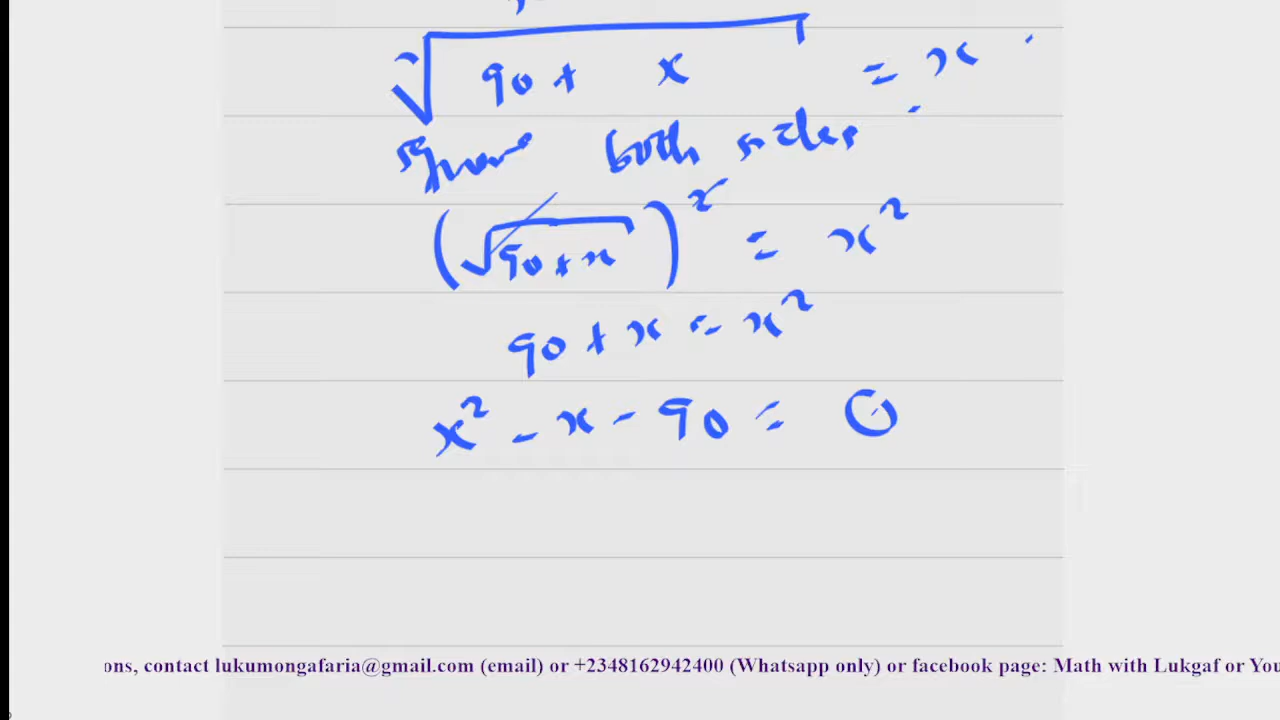 √90 + x = x
square both sides :
(√90 + x)² = x²
90 + x = x²
x² - x - 90 = 0
ons, contact lukumongafaria@gmail.com (email) or +2348162942400 (Whatsapp only) or facebook page: Math with Lukgaf or You